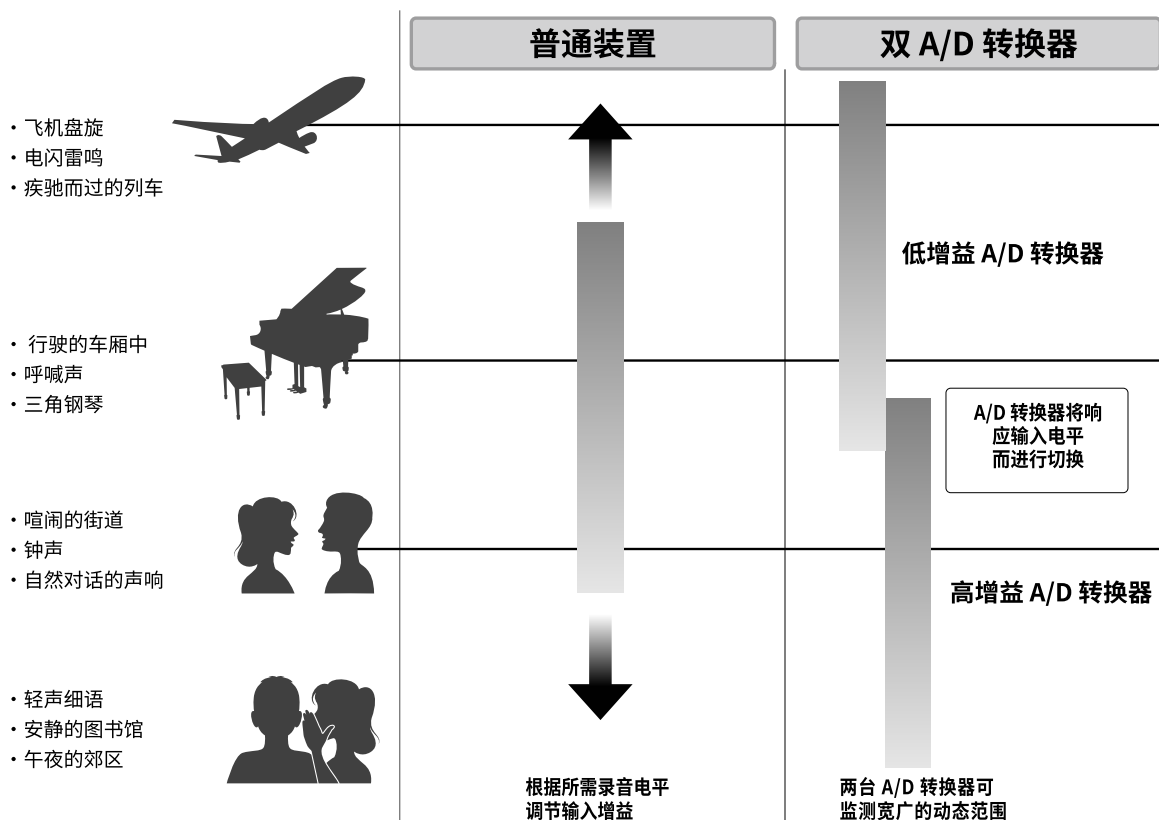 普通装置
双 A/D 转换器
・飞机盘旋
・电闪雷鸣
・疾驰而过的列车
低增益 A/D 转换器
・ 行驶的车厢中
・呼喊声
・三角钢琴
A/D 转换器将响
应输入电平
而进行切换
・喧闹的街道
・钟声
・自然对话的声响
高增益 A/D 转换器
・轻声细语
・安静的图书馆
・午夜的郊区
根据所需录音电平
调节输入增益
两台 A/D 转换器可
监测宽广的动态范围